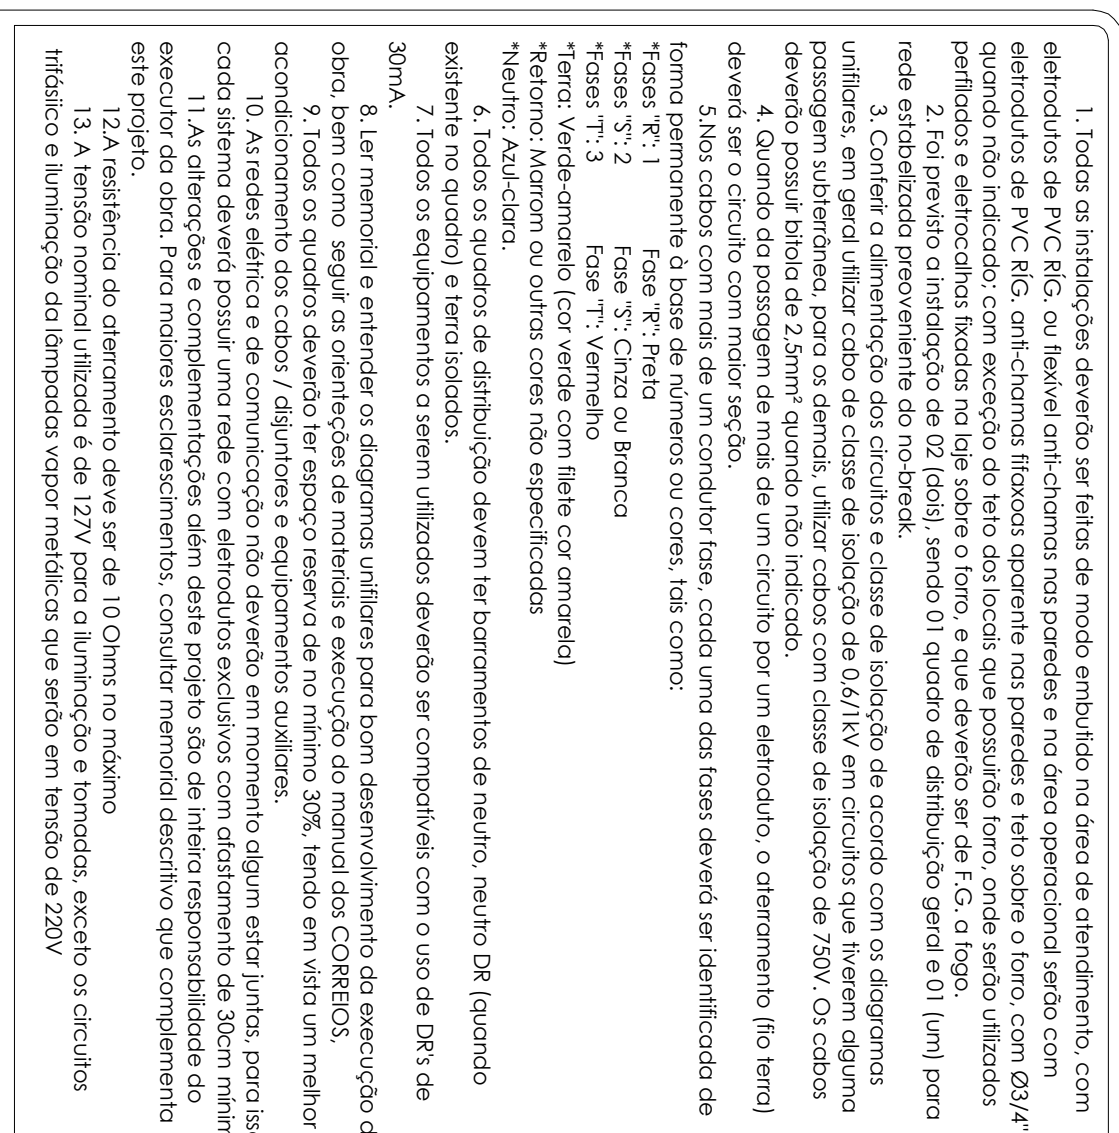 1. Todas as instalações deverão ser feitas de modo embutido na área de atendimento, com
eletrodutos de PVC RÍG. ou flexível anti-chamas nas paredes e na área operacional serão com
eletrodutos de PVC RÍG. anti-chamas fifaxoas aparente nas paredes e teto sobre o forro, com Ø3/4"
quando não indicado; com exceção do teto dos locais que possuirão forro, onde serão utilizados
perfilados e eletrocalhas fixadas na laje sobre o forro, e que deverão ser de F.G. a fogo.
2. Foi previsto a instalação de 02 (dois), sendo 01 quadro de distribuição geral e 01 (um) para
rede estabelizada preoveniente do no-break.
3. Conferir a alimentação dos circuitos e classe de isolação de acordo com os diagramas
unifilares, em geral utilizar cabo de classe de isolação de 0,6/1kV em circuitos que tiverem alguma
passagem subterrânea, para os demais, utilizar cabos com classe de isolação de 750V. Os cabos
deverão possuir bitola de 2,5mm² quando não indicado.
4. Quando da passagem de mais de um circuito por um eletroduto, o aterramento (fio terra)
deverá ser o circuito com maior seção.
5.Nos cabos com mais de um condutor fase, cada uma das fases deverá ser identificada de
forma permanente à base de números ou cores, tais como:
*Fases "R": 1 Fase "R": Preta
*Fases "S": 2 Fase "S": Cinza ou Branca
*Fases "T": 3 Fase "T": Vermelho
*Terra: Verde-amarelo (cor verde com filete cor amarela)
*Retorno: Marrom ou outras cores não especificadas
*Neutro: Azul-clara.
6. Todos os quadros de distribuição devem ter barramentos de neutro, neutro DR (quando
existente no quadro) e terra isolados.
7. Todos os equipamentos a serem utilizados deverão ser compatíveis com o uso de DR's de
30mA.
8. Ler memorial e entender os diagramas unifilares para bom desenvolvimento da execução d
obra, bem como seguir as orienteções de materiais e execução do manual dos CORREIOS,
9. Todos os quadros deverão ter espaço reserva de no mínimo 30%, tendo em vista um melhor
acondicionamento dos cabos / disjuntores e equipamentos auxiliares.
10. As redes elétrica e de comunicação não deverão em momento algum estar juntas, para iss
cada sistema deverá possuir uma rede com eletrodutos exclusivos com afastamento de 30cm mínim
11.As alterações e complementações além deste projeto são de inteira responsabilidade do
executor da obra. Para maiores esclarescimentos, consultar memorial descritivo que complementa
este projeto.
12.A resistência do aterramento deve ser de 10 Ohms no máximo
13. A tensão nominal utilizada é de 127V para a iluminação e tomadas, exceto os circuitos
trifásiico e iluminação da lâmpadas vapor metálicas que serão em tensão de 220V